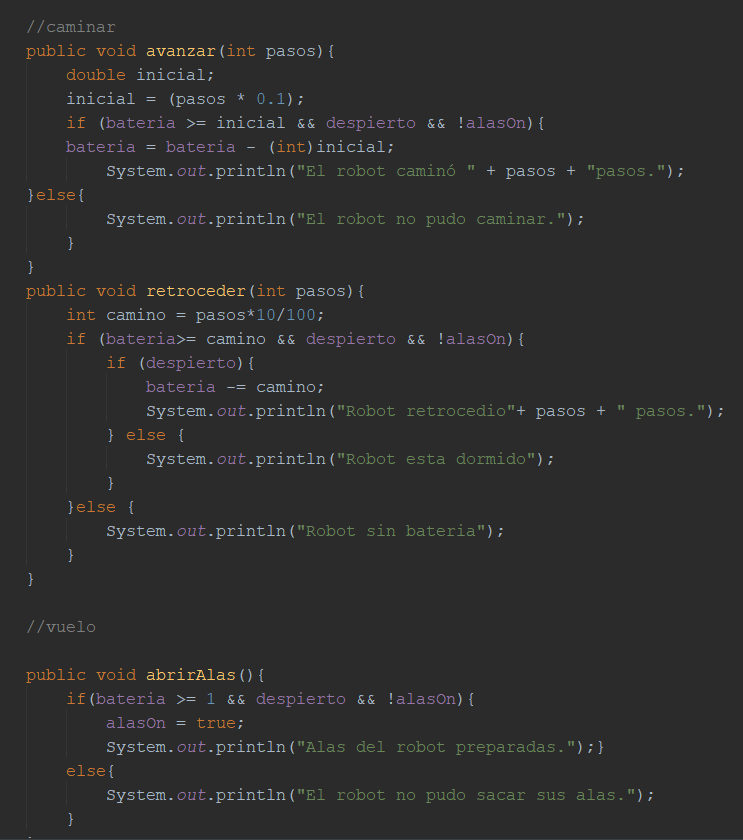 //caminar
public void avanzar(int pasos){
    double inicial;
    inicial = (pasos * 0.1);
    if (bateria >= inicial && despierto && !alasOn){
    bateria = bateria - (int)inicial;
        System.out.println("El robot caminó " + pasos + "pasos.");
}else{
        System.out.println("El robot no pudo caminar.");
    }
}
public void retroceder(int pasos){
    int camino = pasos*10/100;
    if (bateria>= camino && despierto && !alasOn){
        if (despierto){
            bateria -= camino;
            System.out.println("Robot retrocedio"+ pasos + " pasos.");
        } else {
            System.out.println("Robot esta dormido");
        }
    }else {
        System.out.println("Robot sin bateria");
    }
}

//vuelo

public void abrirAlas(){
    if(bateria >= 1 && despierto && !alasOn){
        alasOn = true;
        System.out.println("Alas del robot preparadas.");}
    else{
        System.out.println("El robot no pudo sacar sus alas.");
    }